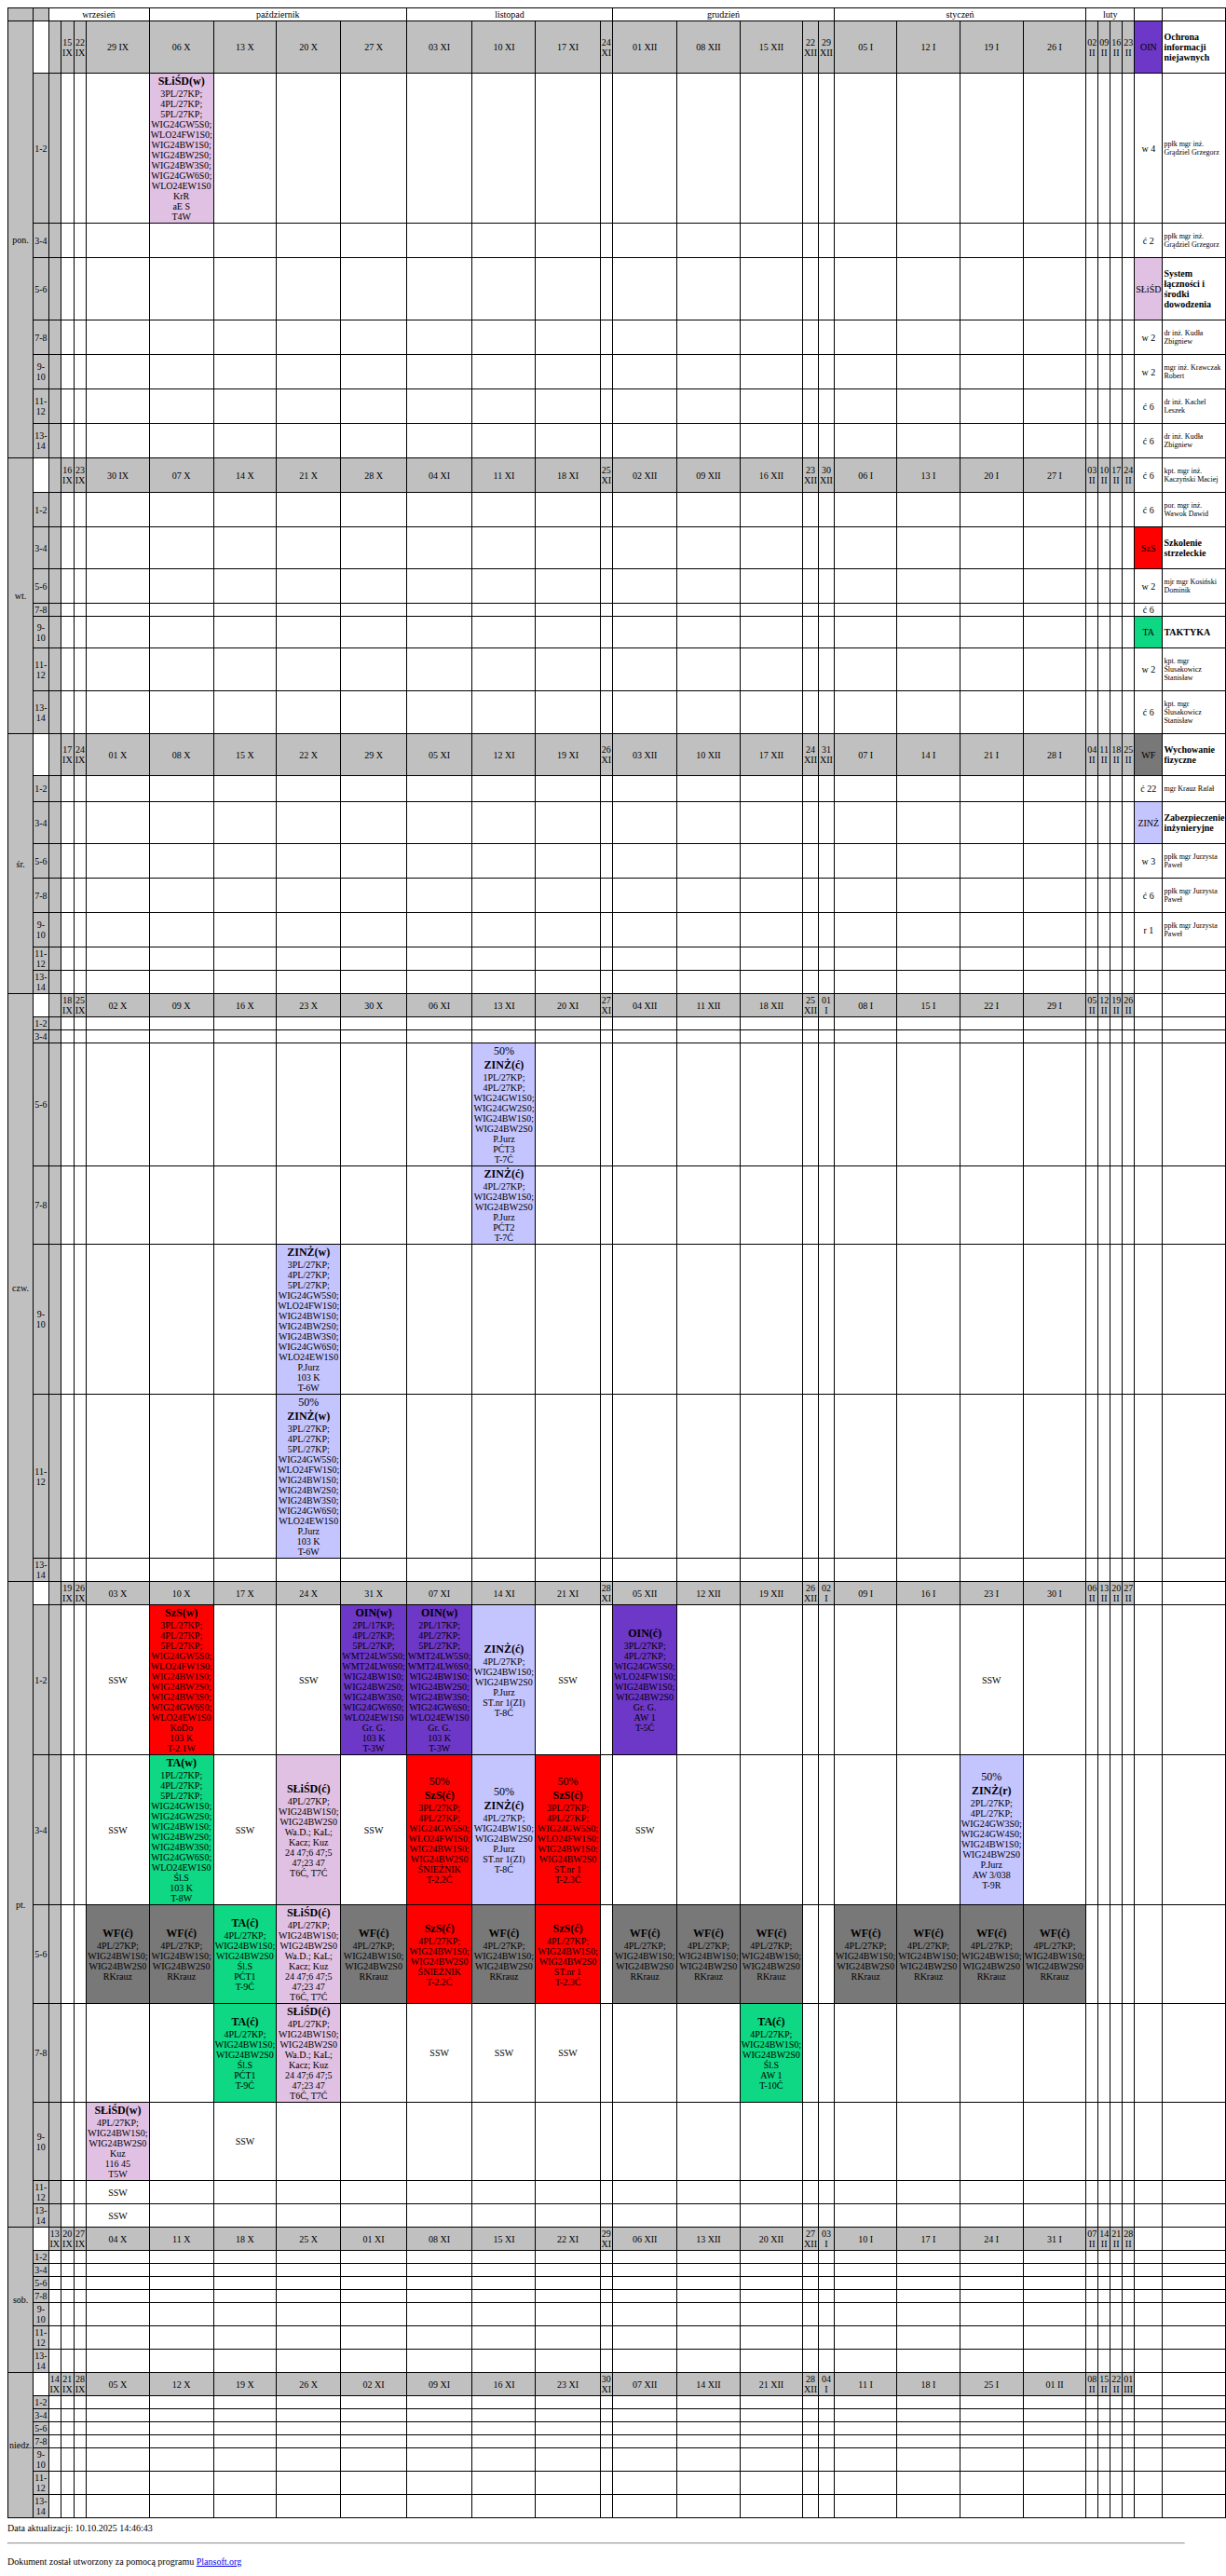 wrzesień październik listopad grudzień styczeń luty
15 IX 22 IX 29 IX 06 X 13 X 20 X 27 X 03 XI 10 XI 17 XI 24 XI 01 XII 08 XII 15 XII 22 XII 29 XII 05 I 12 I 19 I 26 I 02 II 09 II 16 II 23 II OIN Ochrona informacji niejawnych
pon.
1-2
SŁiŚD(w)
3PL/27KP;
4PL/27KP;
5PL/27KP;
WIG24GW5S0;
WLO24FW1S0;
WIG24BW1S0;
WIG24BW2S0;
WIG24BW3S0;
WIG24GW6S0;
WLO24EW1S0
KrR
aE S
T4W
w 4 ppłk mgr inż. Grądziel Grzegorz
3-4 ć 2 ppłk mgr inż. Grądziel Grzegorz
5-6 SŁiŚD System łączności i środki dowodzenia
7-8 w 2 dr inż. Kudła Zbigniew
9-10 w 2 mgr inż. Krawczak Robert
11-12 ć 6 dr inż. Kachel Leszek
13-14 ć 6 dr inż. Kudła Zbigniew
wt.
16 IX 23 IX 30 IX 07 X 14 X 21 X 28 X 04 XI 11 XI 18 XI 25 XI 02 XII 09 XII 16 XII 23 XII 30 XII 06 I 13 I 20 I 27 I 03 II 10 II 17 II 24 II ć 6 kpt. mgr inż. Kaczyński Maciej
1-2 ć 6 por. mgr inż. Wawok Dawid
3-4 SzS Szkolenie strzeleckie
5-6 w 2 mjr mgr Kosiński Dominik
7-8 ć 6
9-10 TA TAKTYKA
11-12 w 2 kpt. mgr Ślusakowicz Stanisław
13-14 ć 6 kpt. mgr Ślusakowicz Stanisław
śr.
17 IX 24 IX 01 X 08 X 15 X 22 X 29 X 05 XI 12 XI 19 XI 26 XI 03 XII 10 XII 17 XII 24 XII 31 XII 07 I 14 I 21 I 28 I 04 II 11 II 18 II 25 II WF Wychowanie fizyczne
1-2 ć 22 mgr Krauz Rafał
3-4 ZINŻ Zabezpieczenie inżynieryjne
5-6 w 3 ppłk mgr Jurzysta Paweł
7-8 ć 6 ppłk mgr Jurzysta Paweł
9-10 r 1 ppłk mgr Jurzysta Paweł
11-12
13-14
czw.
18 IX 25 IX 02 X 09 X 16 X 23 X 30 X 06 XI 13 XI 20 XI 27 XI 04 XII 11 XII 18 XII 25 XII 01 I 08 I 15 I 22 I 29 I 05 II 12 II 19 II 26 II
1-2
3-4
5-6
50%
ZINŻ(ć)
1PL/27KP;
4PL/27KP;
WIG24GW1S0;
WIG24GW2S0;
WIG24BW1S0;
WIG24BW2S0
P.Jurz
PĆT3
T-7Ć
7-8
ZINŻ(ć)
4PL/27KP;
WIG24BW1S0;
WIG24BW2S0
P.Jurz
PĆT2
T-7Ć
9-10
ZINŻ(w)
3PL/27KP;
4PL/27KP;
5PL/27KP;
WIG24GW5S0;
WLO24FW1S0;
WIG24BW1S0;
WIG24BW2S0;
WIG24BW3S0;
WIG24GW6S0;
WLO24EW1S0
P.Jurz
103 K
T-6W
11-12
50%
ZINŻ(w)
3PL/27KP;
4PL/27KP;
5PL/27KP;
WIG24GW5S0;
WLO24FW1S0;
WIG24BW1S0;
WIG24BW2S0;
WIG24BW3S0;
WIG24GW6S0;
WLO24EW1S0
P.Jurz
103 K
T-6W
13-14
pt.
19 IX 26 IX 03 X 10 X 17 X 24 X 31 X 07 XI 14 XI 21 XI 28 XI 05 XII 12 XII 19 XII 26 XII 02 I 09 I 16 I 23 I 30 I 06 II 13 II 20 II 27 II
1-2
SSW
SzS(w)
3PL/27KP;
4PL/27KP;
5PL/27KP;
WIG24GW5S0;
WLO24FW1S0;
WIG24BW1S0;
WIG24BW2S0;
WIG24BW3S0;
WIG24GW6S0;
WLO24EW1S0
KoDo
103 K
T-2.1W
SSW
OIN(w)
2PL/17KP;
4PL/27KP;
5PL/27KP;
WMT24LW5S0;
WMT24LW6S0;
WIG24BW1S0;
WIG24BW2S0;
WIG24BW3S0;
WIG24GW6S0;
WLO24EW1S0
Gr. G.
103 K
T-3W
OIN(w)
2PL/17KP;
4PL/27KP;
5PL/27KP;
WMT24LW5S0;
WMT24LW6S0;
WIG24BW1S0;
WIG24BW2S0;
WIG24BW3S0;
WIG24GW6S0;
WLO24EW1S0
Gr. G.
103 K
T-3W
ZINŻ(ć)
4PL/27KP;
WIG24BW1S0;
WIG24BW2S0
P.Jurz
ST.nr 1(ZI)
T-8Ć
SSW
OIN(ć)
3PL/27KP;
4PL/27KP;
WIG24GW5S0;
WLO24FW1S0;
WIG24BW1S0;
WIG24BW2S0
Gr. G.
AW 1
T-5Ć
SSW
3-4
SSW
TA(w)
1PL/27KP;
4PL/27KP;
5PL/27KP;
WIG24GW1S0;
WIG24GW2S0;
WIG24BW1S0;
WIG24BW2S0;
WIG24BW3S0;
WIG24GW6S0;
WLO24EW1S0
Śl.S
103 K
T-8W
SSW
SŁiŚD(ć)
4PL/27KP;
WIG24BW1S0;
WIG24BW2S0
Wa.D.; KaL;
Kacz; Kuz
24 47;6 47;5
47;23 47
T6Ć, T7Ć
SSW
50%
SzS(ć)
3PL/27KP;
4PL/27KP;
WIG24GW5S0;
WLO24FW1S0;
WIG24BW1S0;
WIG24BW2S0
ŚNIEŻNIK
T-2.2Ć
50%
ZINŻ(ć)
4PL/27KP;
WIG24BW1S0;
WIG24BW2S0
P.Jurz
ST.nr 1(ZI)
T-8Ć
50%
SzS(ć)
3PL/27KP;
4PL/27KP;
WIG24GW5S0;
WLO24FW1S0;
WIG24BW1S0;
WIG24BW2S0
ST.nr 1
T-2.3Ć
SSW
50%
ZINŻ(r)
2PL/27KP;
4PL/27KP;
WIG24GW3S0;
WIG24GW4S0;
WIG24BW1S0;
WIG24BW2S0
P.Jurz
AW 3/038
T-9R
5-6
WF(ć)
4PL/27KP;
WIG24BW1S0;
WIG24BW2S0
RKrauz
WF(ć)
4PL/27KP;
WIG24BW1S0;
WIG24BW2S0
RKrauz
TA(ć)
4PL/27KP;
WIG24BW1S0;
WIG24BW2S0
Śl.S
PĆT1
T-9Ć
SŁiŚD(ć)
4PL/27KP;
WIG24BW1S0;
WIG24BW2S0
Wa.D.; KaL;
Kacz; Kuz
24 47;6 47;5
47;23 47
T6Ć, T7Ć
WF(ć)
4PL/27KP;
WIG24BW1S0;
WIG24BW2S0
RKrauz
SzS(ć)
4PL/27KP;
WIG24BW1S0;
WIG24BW2S0
ŚNIEŻNIK
T-2.2Ć
WF(ć)
4PL/27KP;
WIG24BW1S0;
WIG24BW2S0
RKrauz
SzS(ć)
4PL/27KP;
WIG24BW1S0;
WIG24BW2S0
ST.nr 1
T-2.3Ć
WF(ć)
4PL/27KP;
WIG24BW1S0;
WIG24BW2S0
RKrauz
WF(ć)
4PL/27KP;
WIG24BW1S0;
WIG24BW2S0
RKrauz
WF(ć)
4PL/27KP;
WIG24BW1S0;
WIG24BW2S0
RKrauz
WF(ć)
4PL/27KP;
WIG24BW1S0;
WIG24BW2S0
RKrauz
WF(ć)
4PL/27KP;
WIG24BW1S0;
WIG24BW2S0
RKrauz
WF(ć)
4PL/27KP;
WIG24BW1S0;
WIG24BW2S0
RKrauz
WF(ć)
4PL/27KP;
WIG24BW1S0;
WIG24BW2S0
RKrauz
7-8
TA(ć)
4PL/27KP;
WIG24BW1S0;
WIG24BW2S0
Śl.S
PĆT1
T-9Ć
SŁiŚD(ć)
4PL/27KP;
WIG24BW1S0;
WIG24BW2S0
Wa.D.; KaL;
Kacz; Kuz
24 47;6 47;5
47;23 47
T6Ć, T7Ć
SSW
SSW
SSW
TA(ć)
4PL/27KP;
WIG24BW1S0;
WIG24BW2S0
Śl.S
AW 1
T-10Ć
9-10
SŁiŚD(w)
4PL/27KP;
WIG24BW1S0;
WIG24BW2S0
Kuz
116 45
T5W
SSW
11-12 SSW
13-14 SSW
sob.
13 IX 20 IX 27 IX 04 X 11 X 18 X 25 X 01 XI 08 XI 15 XI 22 XI 29 XI 06 XII 13 XII 20 XII 27 XII 03 I 10 I 17 I 24 I 31 I 07 II 14 II 21 II 28 II
1-2
3-4
5-6
7-8
9-10
11-12
13-14
niedz.
14 IX 21 IX 28 IX 05 X 12 X 19 X 26 X 02 XI 09 XI 16 XI 23 XI 30 XI 07 XII 14 XII 21 XII 28 XII 04 I 11 I 18 I 25 I 01 II 08 II 15 II 22 II 01 III
1-2
3-4
5-6
7-8
9-10
11-12
13-14
Data aktualizacji: 10.10.2025 14:46:43
Dokument został utworzony za pomocą programu Plansoft.org